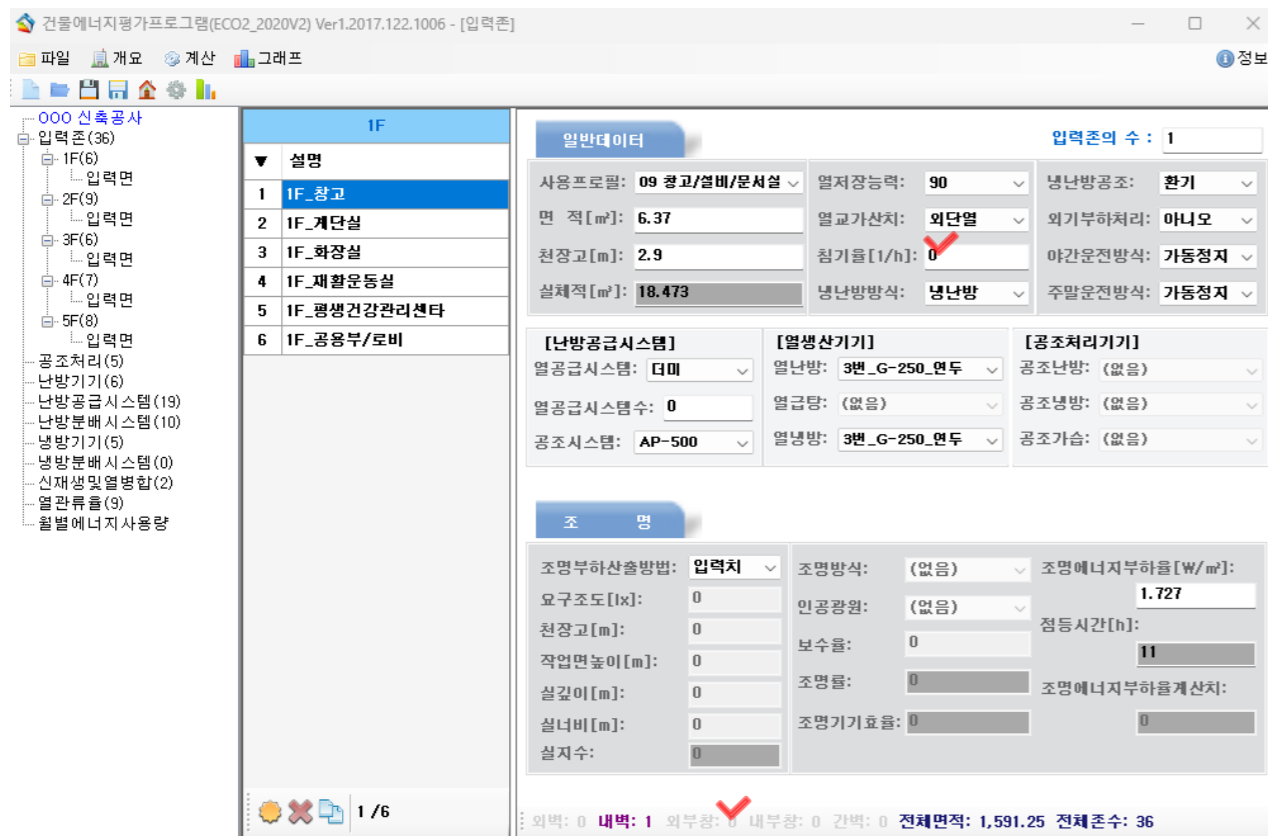 건물에너지평가프로그램(ECO2_2020V2) Ver1.2017.122.1006 - [입력존]
파일 개요 계산 그래프 정보
OOO 신축공사
입력존(36)
1F(6)
입력면
2F(9)
입력면
3F(6)
입력면
4F(7)
입력면
5F(8)
입력면
공조처리(5)
난방기기(6)
난방공급시스템(19)
난방분배시스템(10)
냉방기기(5)
냉방분배시스템(0)
신재생및열병합(2)
열관류율(9)
월별에너지사용량
1F
▼ 설명
1 1F_창고
2 1F_계단실
3 1F_화장실
4 1F_재활운동실
5 1F_평생건강관리센타
6 1F_공용부/로비
1 /6
일반데이터 입력존의 수 : 1
사용프로필: 09 창고/설비/문서실 열저장능력: 90 냉난방공조: 환기
면 적[㎡]: 6.37 열교가산치: 외단열 외기부하처리: 아니오
천장고[m]: 2.9 침기율[1/h]: 0 야간운전방식: 가동정지
실체적[㎥]: 18.473 냉난방방식: 냉난방 주말운전방식: 가동정지
[난방공급시스템] [열생산기기] [공조처리기기]
열공급시스템: 더미 열난방: 3번_G-250_연두 공조난방: (없음)
열공급시스템수: 0 열급탕: (없음) 공조냉방: (없음)
공조시스템: AP-500 열냉방: 3번_G-250_연두 공조가습: (없음)
조 명
조명부하산출방법: 입력치 조명방식: (없음) 조명에너지부하율[W/㎡]:
요구조도[lx]: 0 인공광원: (없음) 1.727
천장고[m]: 0 보수율: 0 점등시간[h]:
작업면높이[m]: 0 11
실깊이[m]: 0 조명률: 0 조명에너지부하율계산치:
실너비[m]: 0 조명기기효율: 0 0
실지수: 0
외벽: 0 내벽: 1 외부창: 0 내부창: 0 간벽: 0 전체면적: 1,591.25 전체존수: 36